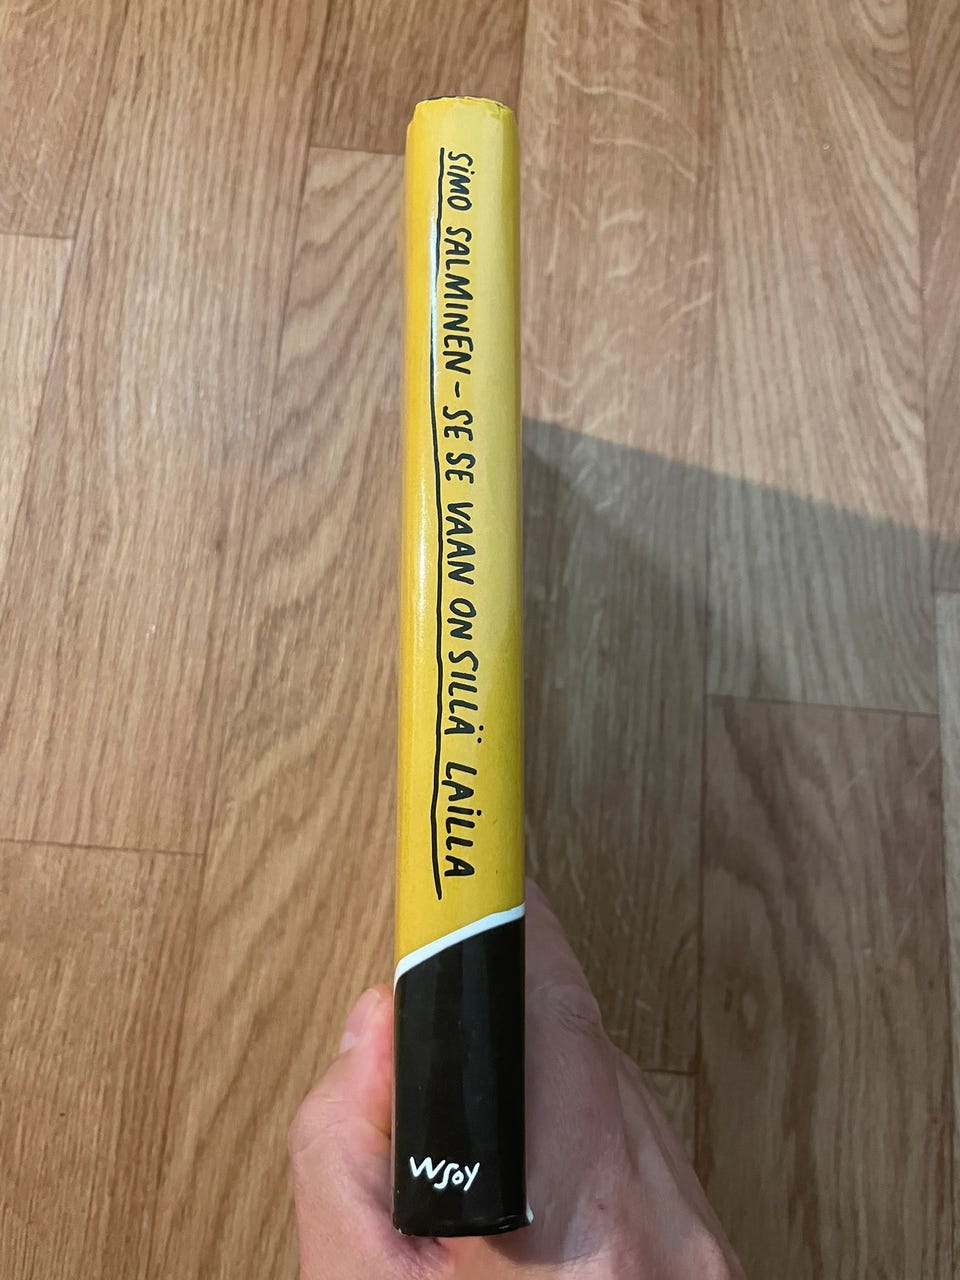 SIMO SALMINEN - SE SE VAAN ON SILLÄ LAILLA
WSOY